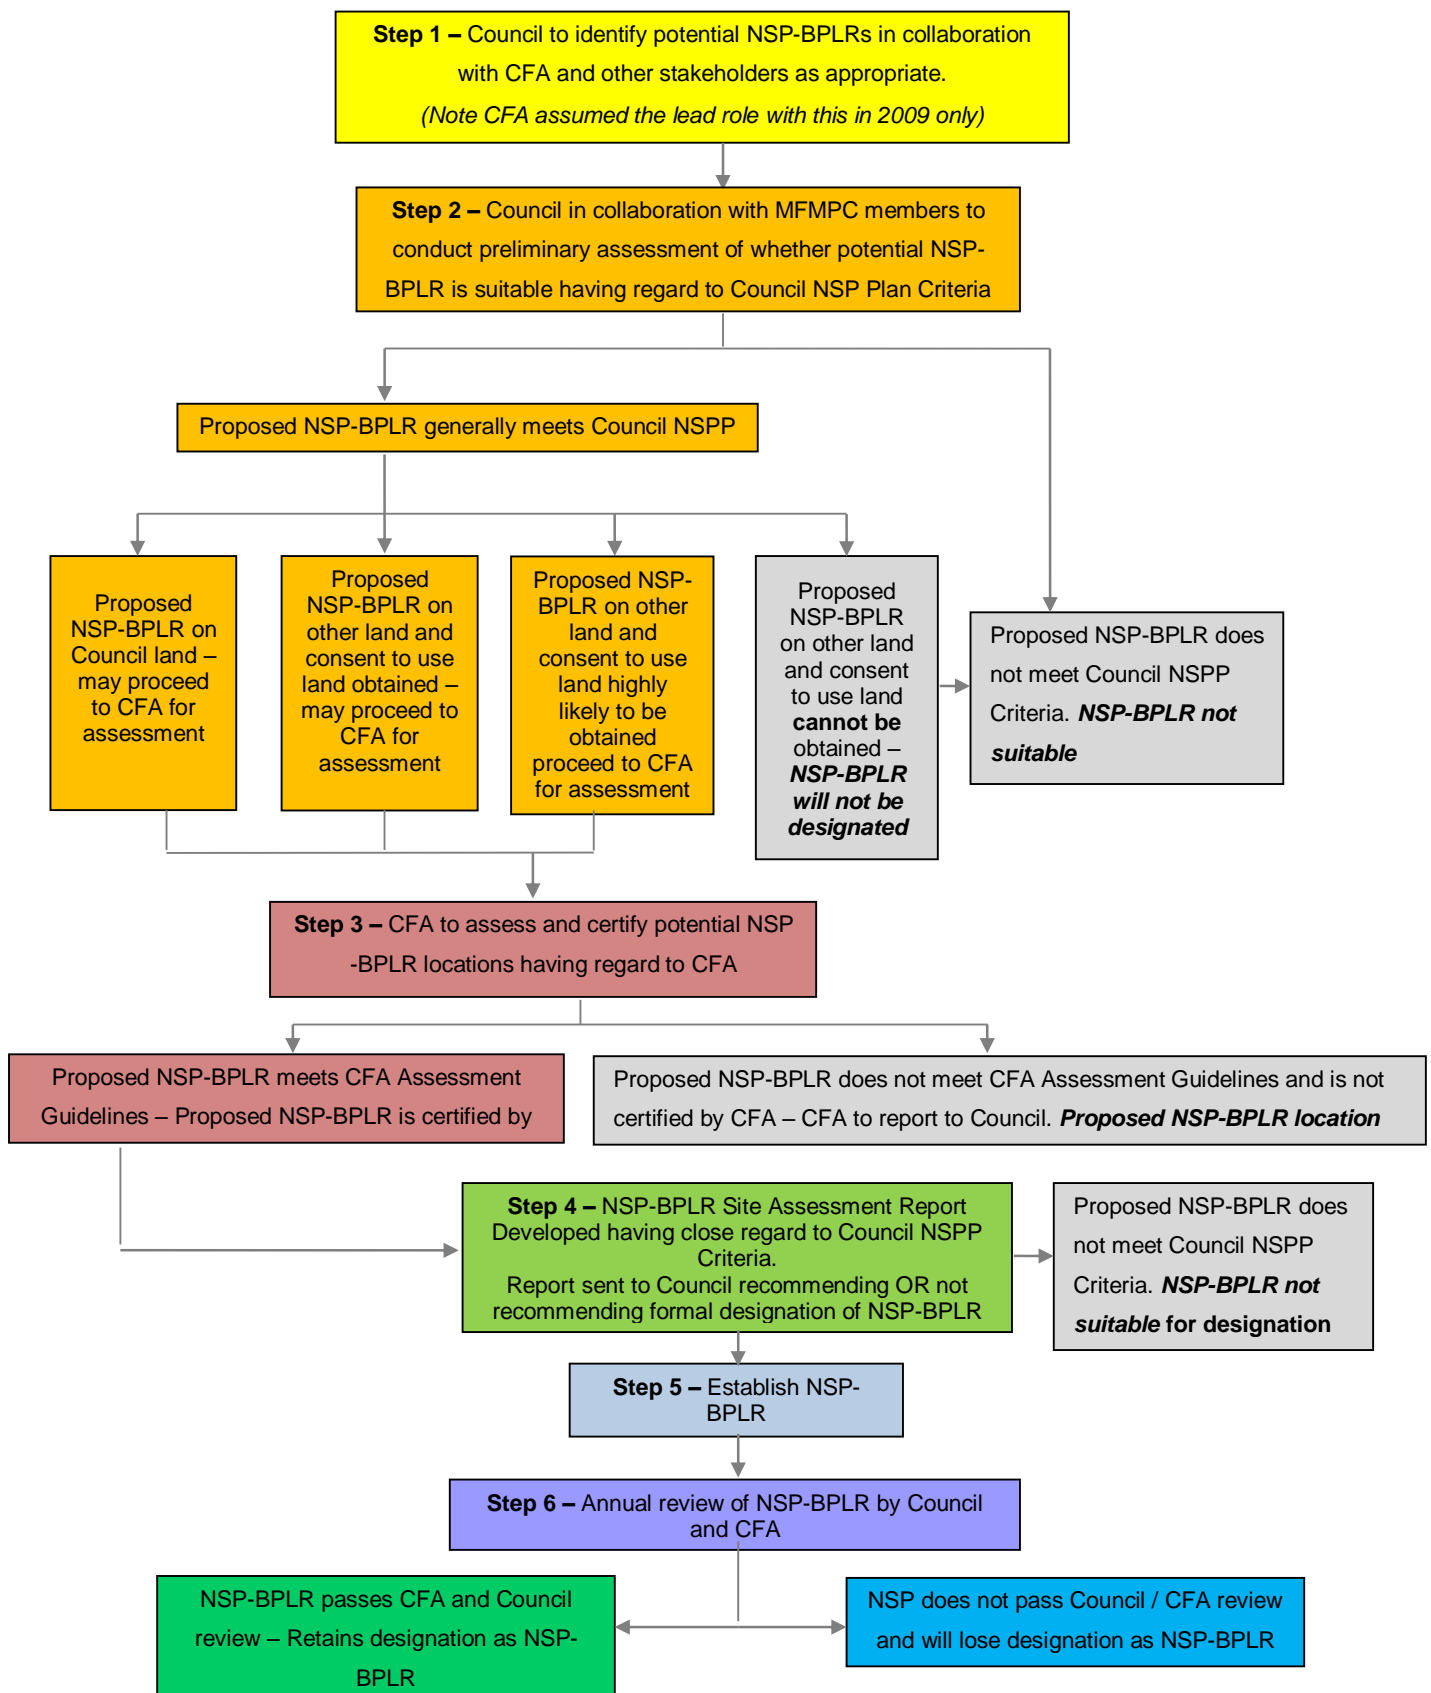 Step 1 – Council to identify potential NSP-BPLRs in collaboration
with CFA and other stakeholders as appropriate.
(Note CFA assumed the lead role with this in 2009 only)
Step 2 – Council in collaboration with MFMPC members to
conduct preliminary assessment of whether potential NSP-
BPLR is suitable having regard to Council NSP Plan Criteria
Proposed NSP-BPLR generally meets Council NSPP
Proposed
NSP-BPLR on
Council land –
may proceed
to CFA for
assessment
Proposed
NSP-BPLR on
other land and
consent to use
land obtained –
may proceed to
CFA for
assessment
Proposed NSP-
BPLR on other
land and
consent to use
land highly
likely to be
obtained
proceed to CFA
for assessment
Proposed
NSP-BPLR
on other land
and consent
to use land
cannot be
obtained –
NSP-BPLR
will not be
designated
Proposed NSP-BPLR does
not meet Council NSPP
Criteria. NSP-BPLR not
suitable
Step 3 – CFA to assess and certify potential NSP
-BPLR locations having regard to CFA
Proposed NSP-BPLR meets CFA Assessment
Guidelines – Proposed NSP-BPLR is certified by
Proposed NSP-BPLR does not meet CFA Assessment Guidelines and is not
certified by CFA – CFA to report to Council. Proposed NSP-BPLR location
Step 4 – NSP-BPLR Site Assessment Report
Developed having close regard to Council NSPP
Criteria.
Report sent to Council recommending OR not
recommending formal designation of NSP-BPLR
Proposed NSP-BPLR does
not meet Council NSPP
Criteria. NSP-BPLR not
suitable for designation
Step 5 – Establish NSP-
BPLR
Step 6 – Annual review of NSP-BPLR by Council
and CFA
NSP-BPLR passes CFA and Council
review – Retains designation as NSP-
BPLR
NSP does not pass Council / CFA review
and will lose designation as NSP-BPLR